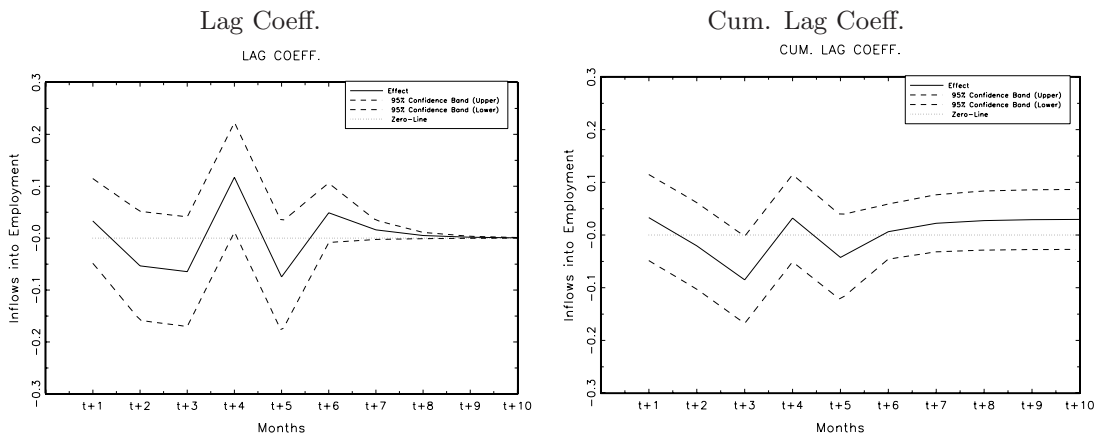 Lag Coeff.
LAG COEFF.
Effect
95% Confidence Band (Upper)
95% Confidence Band (Lower)
Zero-Line
Inflows into Employment
0.3
0.2
0.1
-0.0
-0.1
-0.2
-0.3
t+1 t+2 t+3 t+4 t+5 t+6 t+7 t+8 t+9 t+10
Months
Cum. Lag Coeff.
CUM. LAG COEFF.
Effect
95% Confidence Band (Upper)
95% Confidence Band (Lower)
Zero-Line
Inflows into Employment
0.3
0.2
0.1
-0.0
-0.1
-0.2
-0.3
t+1 t+2 t+3 t+4 t+5 t+6 t+7 t+8 t+9 t+10
Months